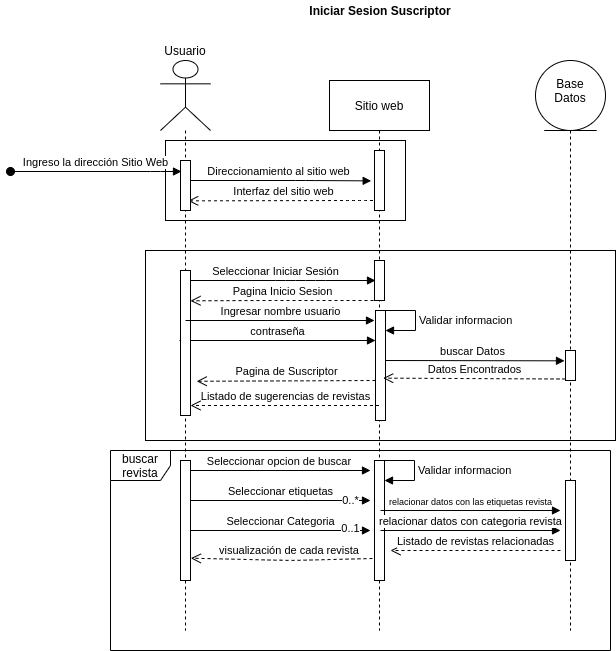 Iniciar Sesion Suscriptor
Usuario
Sitio web
Base
Datos
Ingreso la dirección Sitio Web
Direccionamiento al sitio web
Interfaz del sitio web
Seleccionar Iniciar Sesión
Pagina Inicio Sesion
Ingresar nombre usuario
Validar informacion
contraseña
buscar Datos
Pagina de Suscriptor
Datos Encontrados
Listado de sugerencias de revistas
buscar
revista
Seleccionar opcion de buscar
Validar informacion
Seleccionar etiquetas
0..*
relacionar datos con las etiquetas revista
Seleccionar Categoria
0..1
relacionar datos con categoria revista
Listado de revistas relacionadas
visualización de cada revista